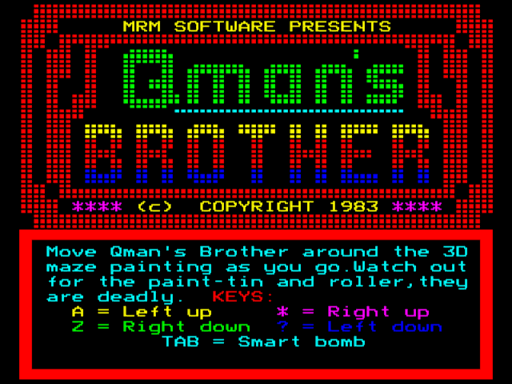 MRM SOFTWARE PRESENTS
Qman's
BROTHER
**** (c) COPYRIGHT 1983 ****
Move Qman's Brother around the 3D
maze painting as you go.Watch out
for the paint-tin and roller,they
are deadly. KEYS:
A = Left up * = Right up
Z = Right down ? = Left down
TAB = Smart bomb